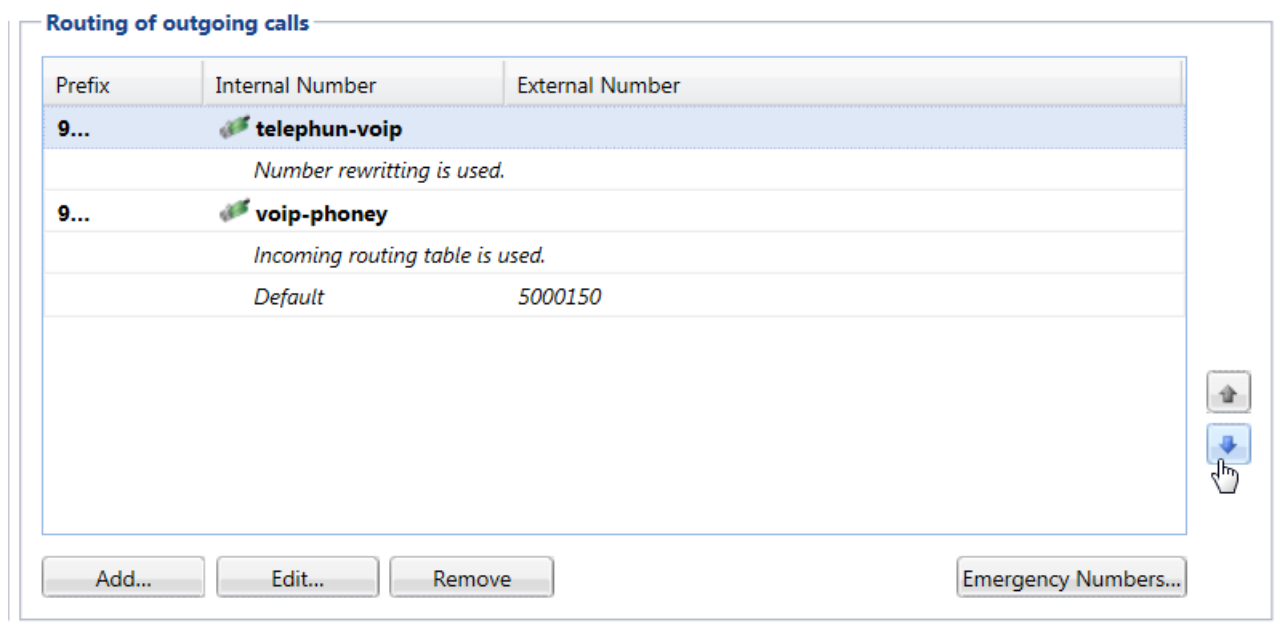 Routing of outgoing calls
Prefix Internal Number External Number
9... telephun-voip
Number rewritting is used.
9... voip-phoney
Incoming routing table is used.
Default 5000150
Add... Edit... Remove Emergency Numbers...